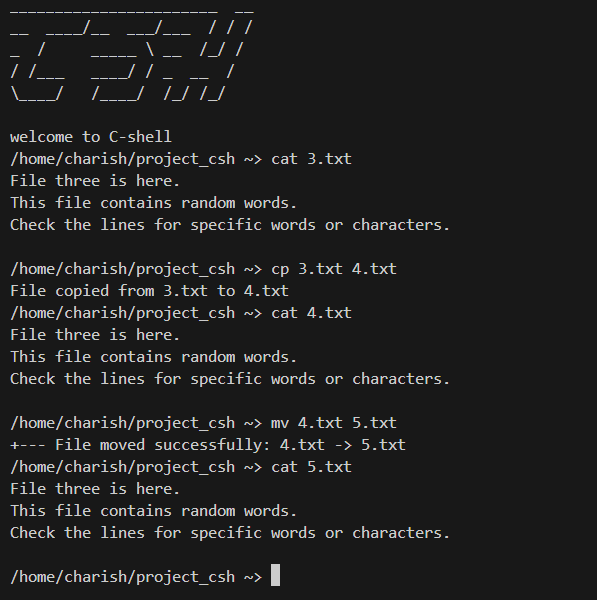 _______________________  __
__  ____/__  ___/___  / / /
_  /     _____ \ __  /_/ /
/ /___   ____/ / _  __  /
\____/   /____/  /_/ /_/

welcome to C-shell
/home/charish/project_csh ~> cat 3.txt
File three is here.
This file contains random words.
Check the lines for specific words or characters.

/home/charish/project_csh ~> cp 3.txt 4.txt
File copied from 3.txt to 4.txt
/home/charish/project_csh ~> cat 4.txt
File three is here.
This file contains random words.
Check the lines for specific words or characters.

/home/charish/project_csh ~> mv 4.txt 5.txt
+--- File moved successfully: 4.txt -> 5.txt
/home/charish/project_csh ~> cat 5.txt
File three is here.
This file contains random words.
Check the lines for specific words or characters.

/home/charish/project_csh ~>